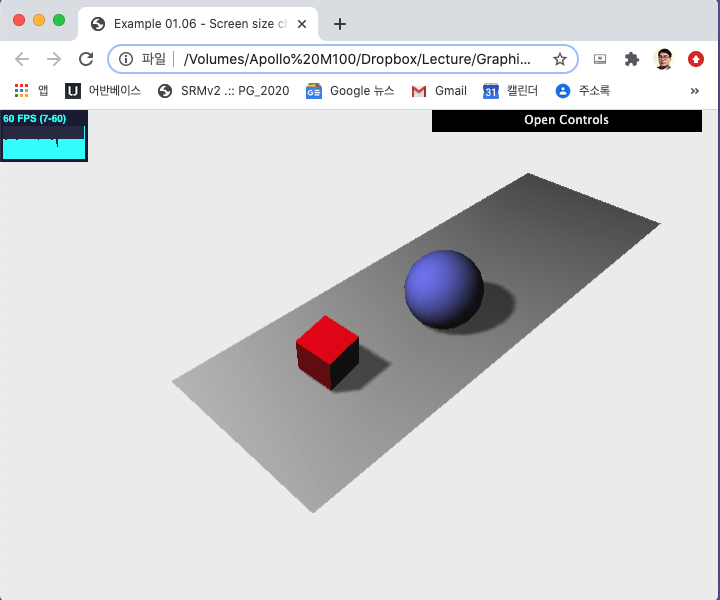 Example 01.06 - Screen size ch
파일 /Volumes/Apollo%20M100/Dropbox/Lecture/Graphi...
앱 U 어반베이스 SRMv2 .:: PG_2020 GE Google 뉴스 Gmail 31 캘린더 주소록 »
60 FPS (7-60) Open Controls